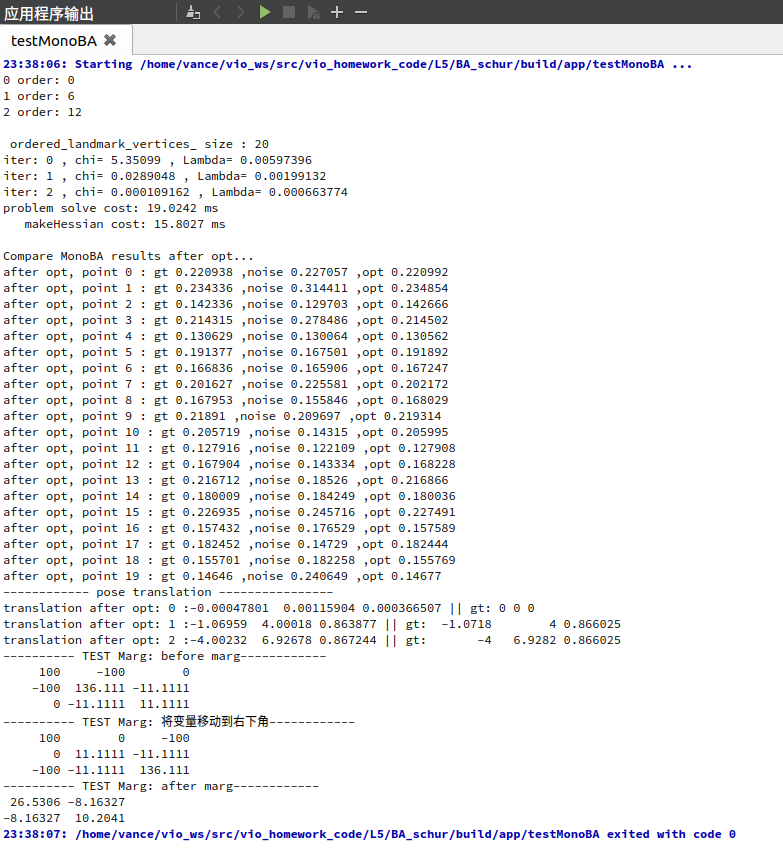 应用程序输出
testMonoBA
23:38:06: Starting /home/vance/vio_ws/src/vio_homework_code/L5/BA_schur/build/app/testMonoBA ...
0 order: 0
1 order: 6
2 order: 12
ordered_landmark_vertices_ size : 20
iter: 0 , chi= 5.35099 , Lambda= 0.00597396
iter: 1 , chi= 0.0289048 , Lambda= 0.00199132
iter: 2 , chi= 0.000109162 , Lambda= 0.000663774
problem solve cost: 19.0242 ms
makeHessian cost: 15.8027 ms
Compare MonoBA results after opt...
after opt, point 0 : gt 0.220938 ,noise 0.227057 ,opt 0.220992
after opt, point 1 : gt 0.234336 ,noise 0.314411 ,opt 0.234854
after opt, point 2 : gt 0.142336 ,noise 0.129703 ,opt 0.142666
after opt, point 3 : gt 0.214315 ,noise 0.278486 ,opt 0.214502
after opt, point 4 : gt 0.130629 ,noise 0.130064 ,opt 0.130562
after opt, point 5 : gt 0.191377 ,noise 0.167501 ,opt 0.191892
after opt, point 6 : gt 0.166836 ,noise 0.165906 ,opt 0.167247
after opt, point 7 : gt 0.201627 ,noise 0.225581 ,opt 0.202172
after opt, point 8 : gt 0.167953 ,noise 0.155846 ,opt 0.168029
after opt, point 9 : gt 0.21891 ,noise 0.209697 ,opt 0.219314
after opt, point 10 : gt 0.205719 ,noise 0.14315 ,opt 0.205995
after opt, point 11 : gt 0.127916 ,noise 0.122109 ,opt 0.127908
after opt, point 12 : gt 0.167904 ,noise 0.143334 ,opt 0.168228
after opt, point 13 : gt 0.216712 ,noise 0.18526 ,opt 0.216866
after opt, point 14 : gt 0.180009 ,noise 0.184249 ,opt 0.180036
after opt, point 15 : gt 0.226935 ,noise 0.245716 ,opt 0.227491
after opt, point 16 : gt 0.157432 ,noise 0.176529 ,opt 0.157589
after opt, point 17 : gt 0.182452 ,noise 0.14729 ,opt 0.182444
after opt, point 18 : gt 0.155701 ,noise 0.182258 ,opt 0.155769
after opt, point 19 : gt 0.14646 ,noise 0.240649 ,opt 0.14677
------------ pose translation ----------------
translation after opt: 0 :-0.00047801  0.00115904 0.000366507 || gt: 0 0 0
translation after opt: 1 :-1.06959  4.00018 0.863877 || gt:  -1.0718        4 0.866025
translation after opt: 2 :-4.00232  6.92678 0.867244 || gt:       -4   6.9282 0.866025
---------- TEST Marg: before marg------------
100     -100        0
-100  136.111 -11.1111
0 -11.1111  11.1111
---------- TEST Marg: 将变量移动到右下角------------
100        0     -100
0  11.1111 -11.1111
-100 -11.1111  136.111
---------- TEST Marg: after marg------------
26.5306 -8.16327
-8.16327  10.2041
23:38:07: /home/vance/vio_ws/src/vio_homework_code/L5/BA_schur/build/app/testMonoBA exited with code 0